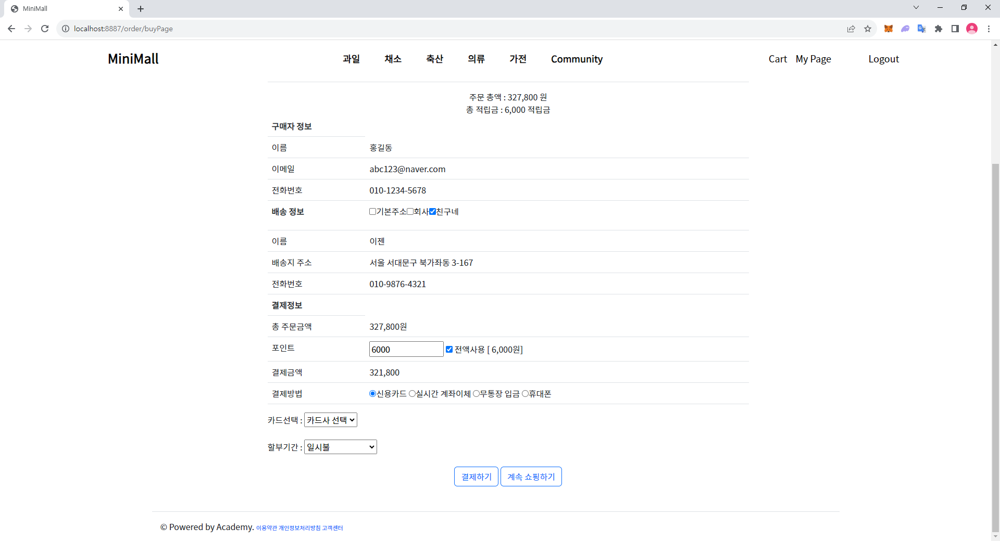 MiniMall
localhost:8887/order/buyPage
MiniMall 과일 채소 축산 의류 가전 Community Cart My Page Logout
주문 총액 : 327,800 원
총 적립금 : 6,000 적립금
구매자 정보
이름 홍길동
이메일 abc123@naver.com
전화번호 010-1234-5678
배송 정보 기본주소 회사 친구네
이름 이젠
배송지 주소 서울 서대문구 북가좌동 3-167
전화번호 010-9876-4321
결제정보
총 주문금액 327,800원
포인트 6000 전액사용 [ 6,000원]
결제금액 321,800
결제방법 신용카드 실시간 계좌이체 무통장 입금 휴대폰
카드선택 : 카드사 선택
할부기간 : 일시불
결제하기 계속 쇼핑하기
© Powered by Academy. 이용약관 개인정보처리방침 고객센터